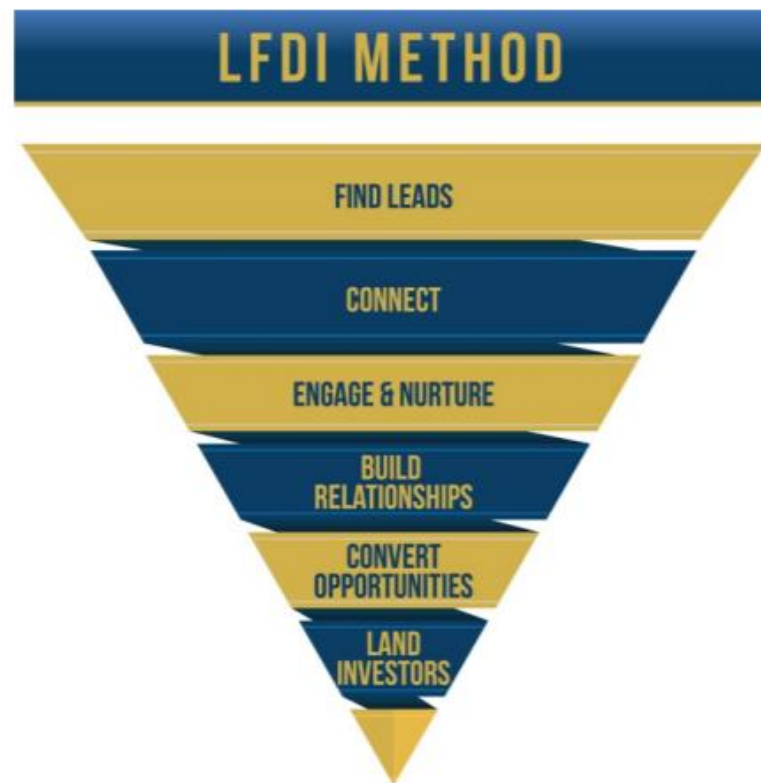 LFDI METHOD
FIND LEADS
CONNECT
ENGAGE & NURTURE
BUILD
RELATIONSHIPS
CONVERT
OPPORTUNITIES
LAND
INVESTORS